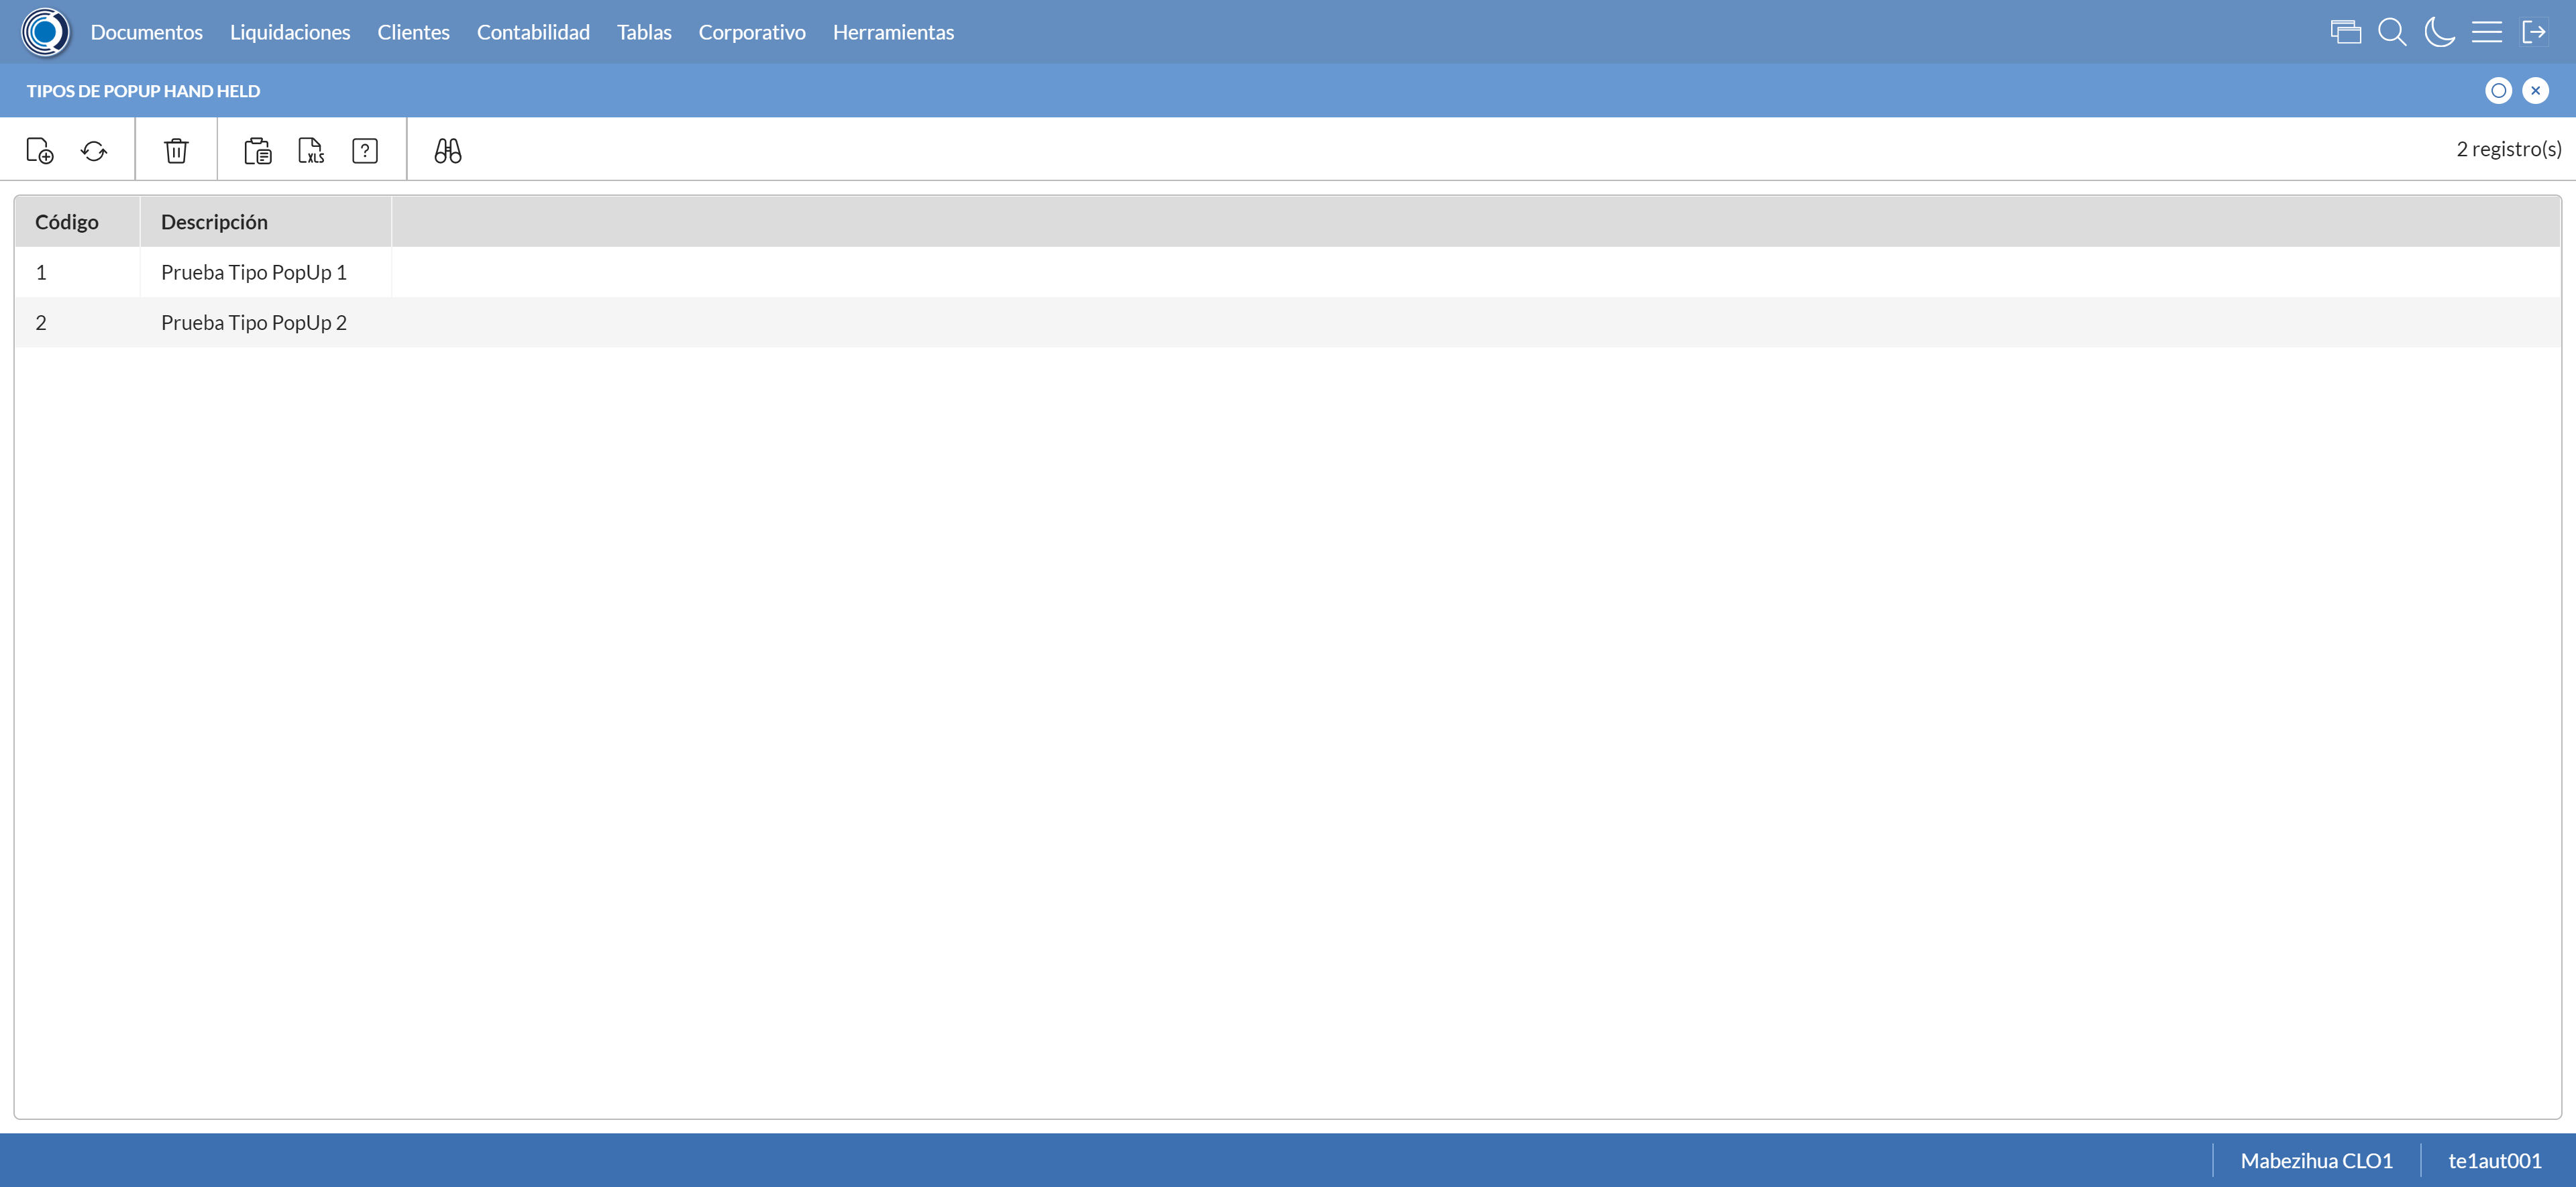 Documentos Liquidaciones Clientes Contabilidad Tablas Corporativo Herramientas
TIPOS DE POPUP HAND HELD
XLS ? 2 registro(s)
Código Descripción
1 Prueba Tipo PopUp 1
2 Prueba Tipo PopUp 2
Mabezihua CLO1 te1aut001